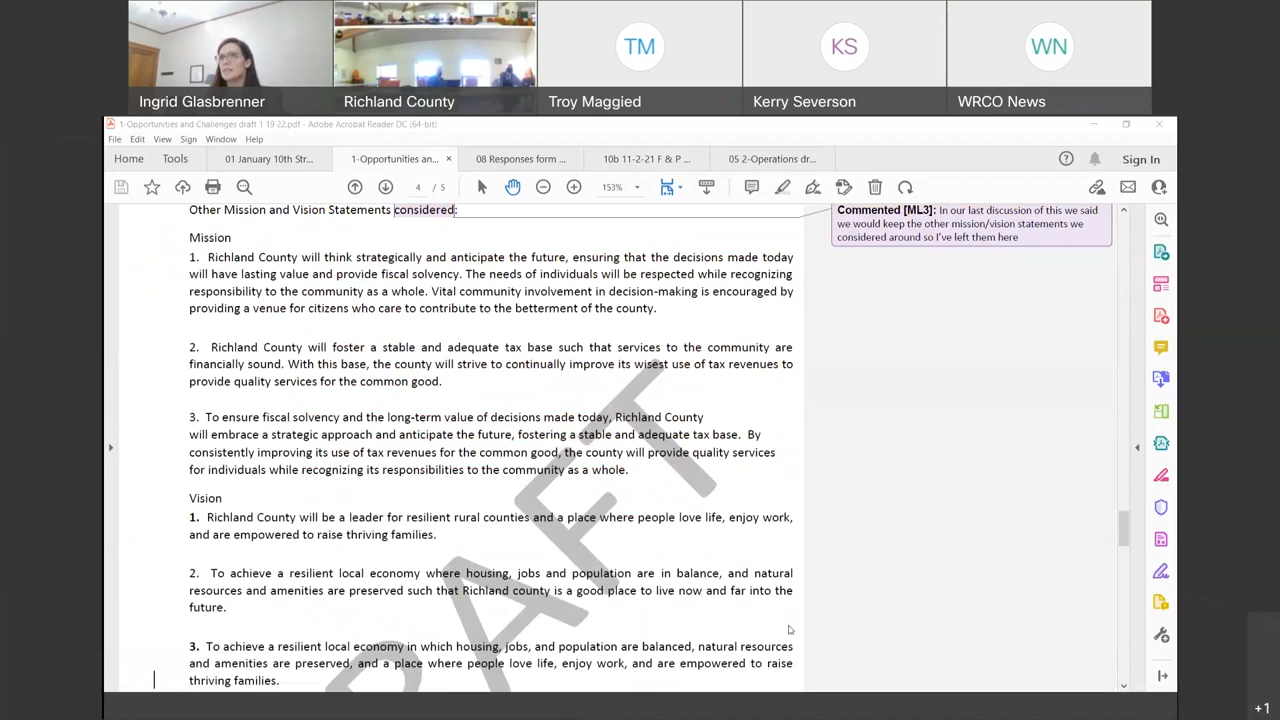 TM
KS
WN
Ingrid Glasbrenner
Richland County
Troy Maggied
Kerry Severson
WRCO News
1-Opportunities and Challenges draft 1 19 22.pdf - Adobe Acrobat Reader DC (64-bit)
File Edit View Sign Window Help
Home Tools 01 January 10th Str... 1-Opportunities an... × 08 Responses form ... 10b 11-2-21 F & P ... 05 2-Operations dr... Sign In
4 / 5 153%
Other Mission and Vision Statements considered:
Commented [ML3]: In our last discussion of this we said
we would keep the other mission/vision statements we
considered around so I've left them here
Mission
1. Richland County will think strategically and anticipate the future, ensuring that the decisions made today
will have lasting value and provide fiscal solvency. The needs of individuals will be respected while recognizing
responsibility to the community as a whole. Vital community involvement in decision-making is encouraged by
providing a venue for citizens who care to contribute to the betterment of the county.
2. Richland County will foster a stable and adequate tax base such that services to the community are
financially sound. With this base, the county will strive to continually improve its wisest use of tax revenues to
provide quality services for the common good.
3. To ensure fiscal solvency and the long-term value of decisions made today, Richland County
will embrace a strategic approach and anticipate the future, fostering a stable and adequate tax base. By
consistently improving its use of tax revenues for the common good, the county will provide quality services
for individuals while recognizing its responsibilities to the community as a whole.
Vision
1. Richland County will be a leader for resilient rural counties and a place where people love life, enjoy work,
and are empowered to raise thriving families.
2. To achieve a resilient local economy where housing, jobs and population are in balance, and natural
resources and amenities are preserved such that Richland county is a good place to live now and far into the
future.
3. To achieve a resilient local economy in which housing, jobs, and population are balanced, natural resources
and amenities are preserved, and a place where people love life, enjoy work, and are empowered to raise
thriving families.
DRAFT
+1